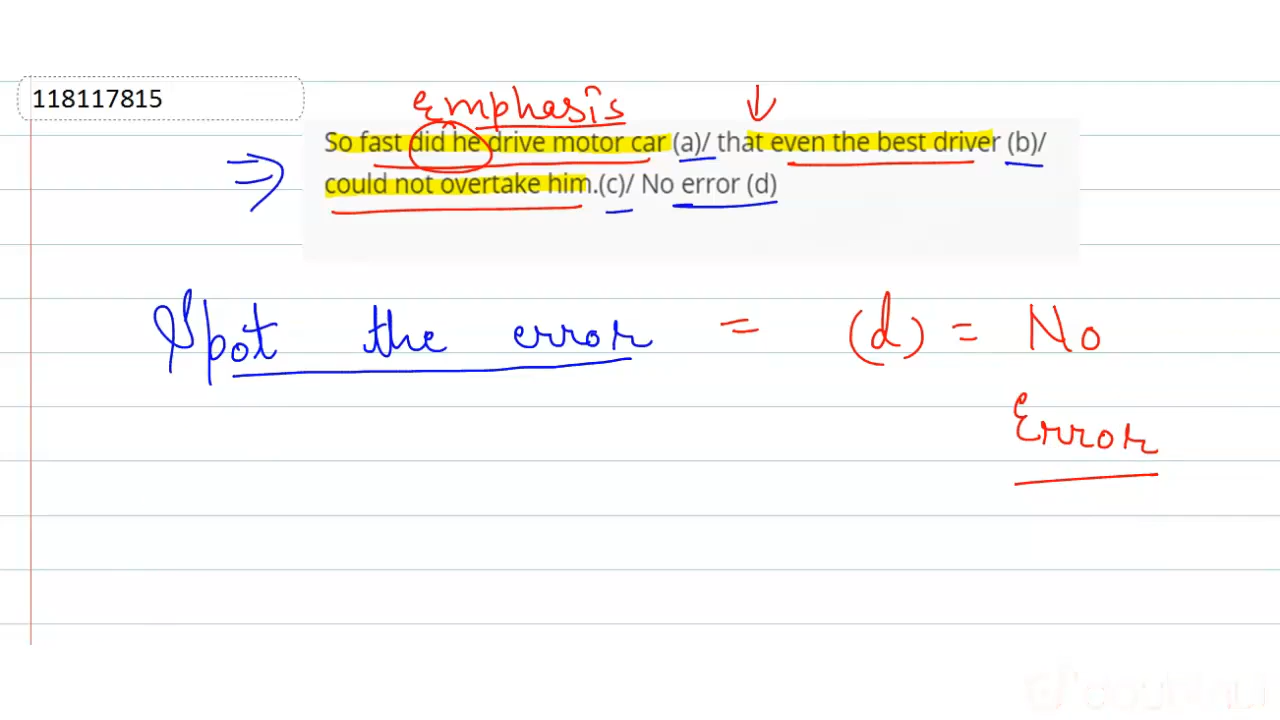 118117815
Emphasis
So fast did he drive motor car (a)/ that even the best driver (b)/
could not overtake him.(c)/ No error (d)
Spot the error = (d) = No
Error